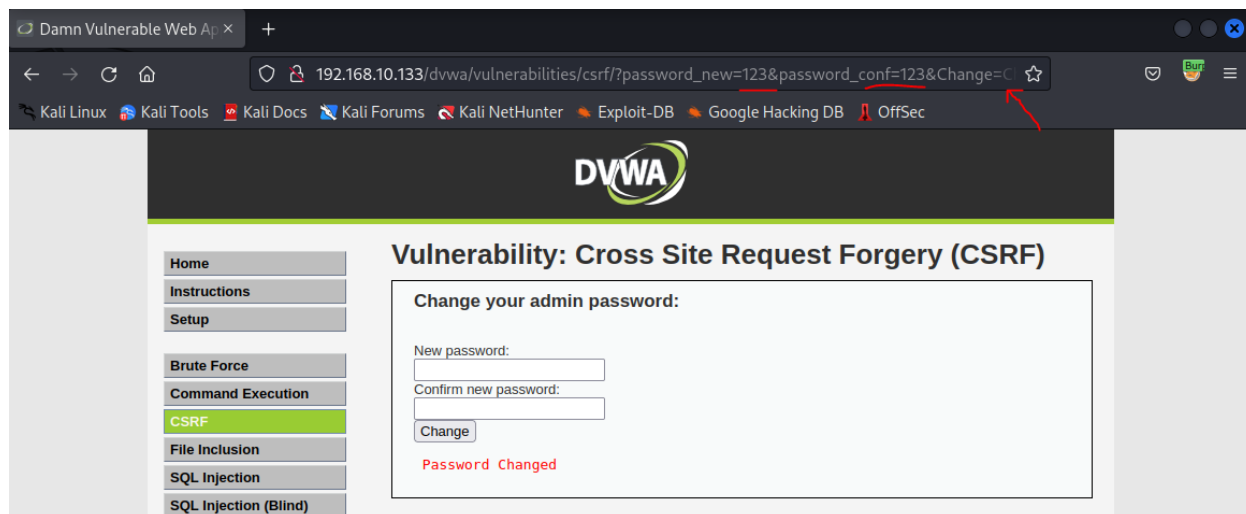 Damn Vulnerable Web Ap
192.168.10.133/dvwa/vulnerabilities/csrf/?password_new=123&password_conf=123&Change=C
Burp
Kali Linux Kali Tools Kali Docs Kali Forums Kali NetHunter Exploit-DB Google Hacking DB OffSec
DVWA
Home
Instructions
Setup
Brute Force
Command Execution
CSRF
File Inclusion
SQL Injection
SQL Injection (Blind)
Vulnerability: Cross Site Request Forgery (CSRF)
Change your admin password:
New password:
Confirm new password:
Change
Password Changed